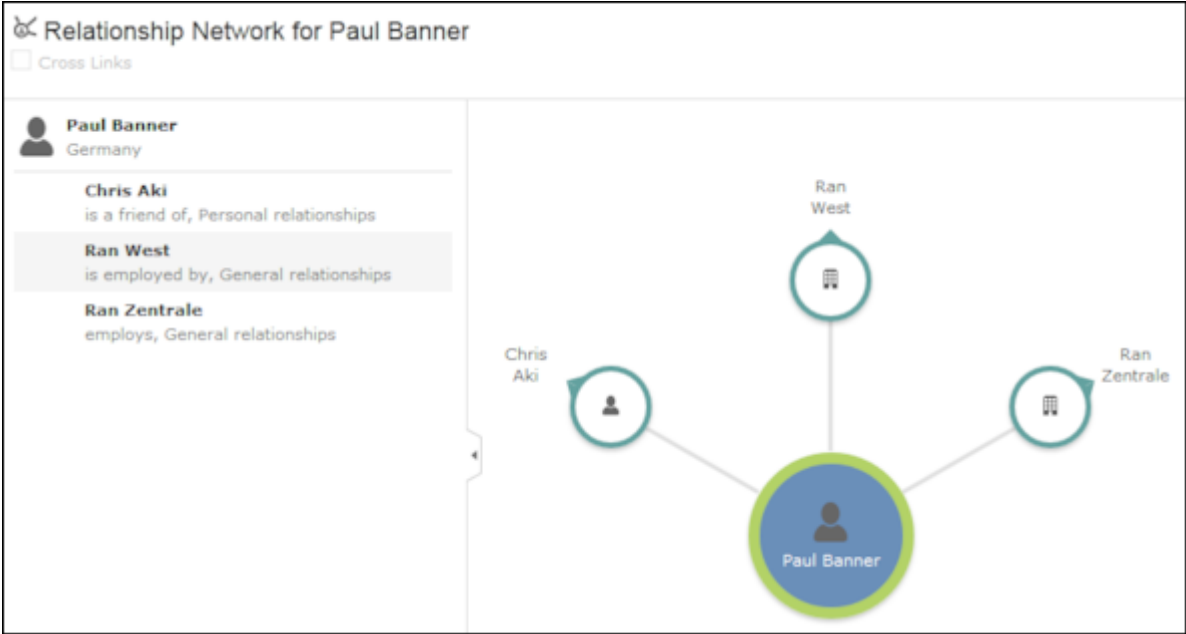 Relationship Network for Paul Banner
Cross Links
Paul Banner
Germany
Chris Aki
is a friend of, Personal relationships
Ran West
is employed by, General relationships
Ran Zentrale
employs, General relationships
Ran
West
Chris
Aki
Ran
Zentrale
Paul Banner